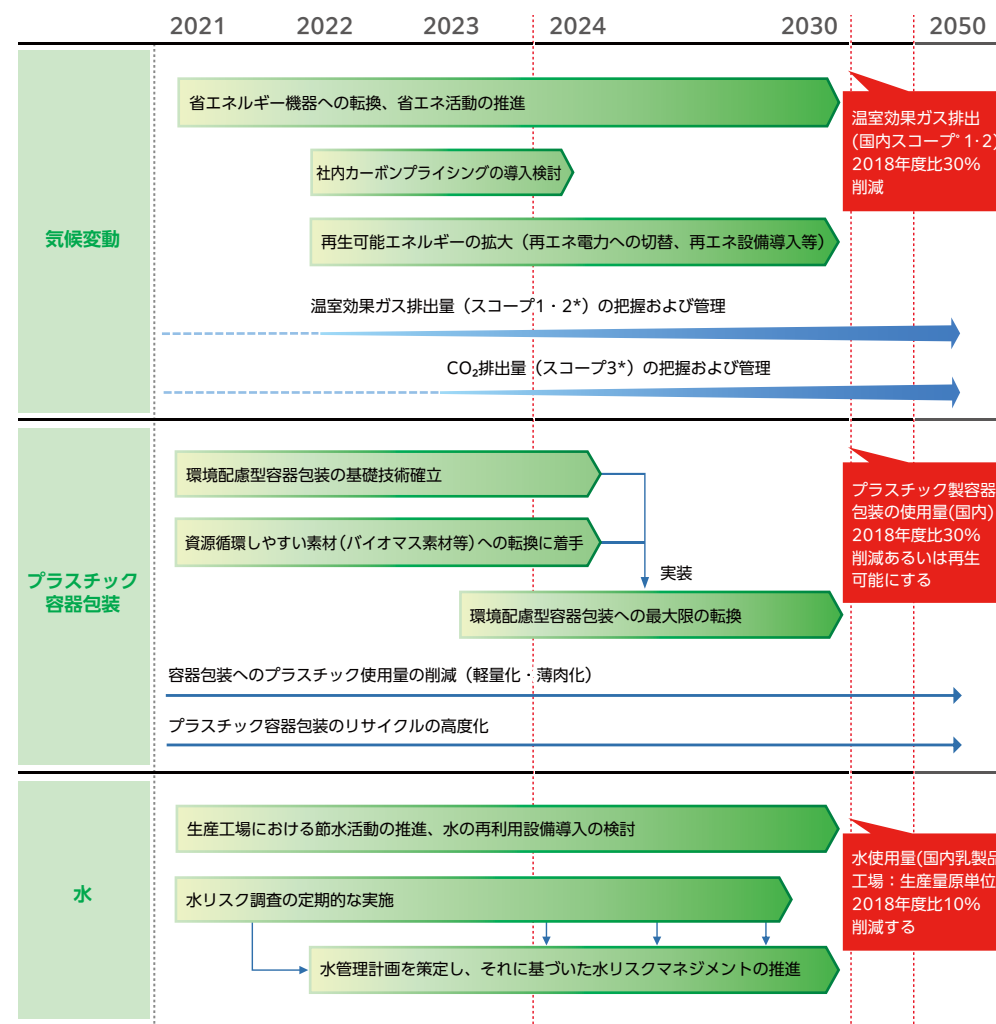 2021 2022 2023 2024 2030 2050
気候変動
省エネルギー機器への転換、省エネ活動の推進
社内カーボンプライシングの導入検討
再生可能エネルギーの拡大（再エネ電力への切替、再エネ設備導入等）
温室効果ガス排出量（スコープ1・2*）の把握および管理
CO₂排出量（スコープ3*）の把握および管理
温室効果ガス排出
(国内スコープ1・2)
2018年度比30%
削減
プラスチック
容器包装
環境配慮型容器包装の基礎技術確立
資源循環しやすい素材(バイオマス素材等)への転換に着手
実装
環境配慮型容器包装への最大限の転換
容器包装へのプラスチック使用量の削減（軽量化・薄肉化）
プラスチック容器包装のリサイクルの高度化
プラスチック製容器
包装の使用量(国内)
2018年度比30%
削減あるいは再生
可能にする
水
生産工場における節水活動の推進、水の再利用設備導入の検討
水リスク調査の定期的な実施
水管理計画を策定し、それに基づいた水リスクマネジメントの推進
水使用量(国内乳製品
工場：生産量原単位
2018年度比10%
削減する